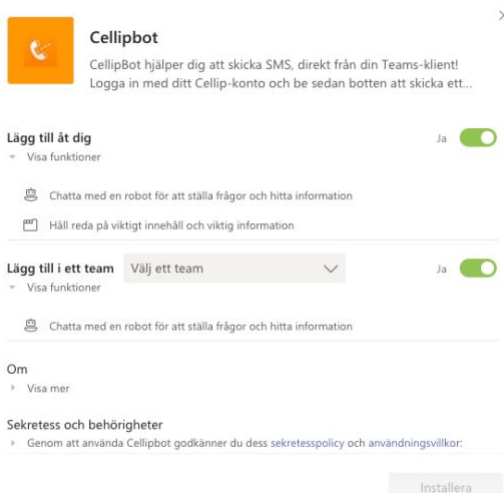 Cellipbot
CellipBot hjälper dig att skicka SMS, direkt från din Teams-klient!
Logga in med ditt Cellip-konto och be sedan botten att skicka ett...
Lägg till åt dig
Ja
Visa funktioner
Chatta med en robot för att ställa frågor och hitta information
Håll reda på viktigt innehåll och viktig information
Lägg till i ett team Välj ett team
Ja
Visa funktioner
Chatta med en robot för att ställa frågor och hitta information
Om
Visa mer
Sekretess och behörigheter
Genom att använda Cellipbot godkänner du dess sekretesspolicy och användningsvillkor:
Installera